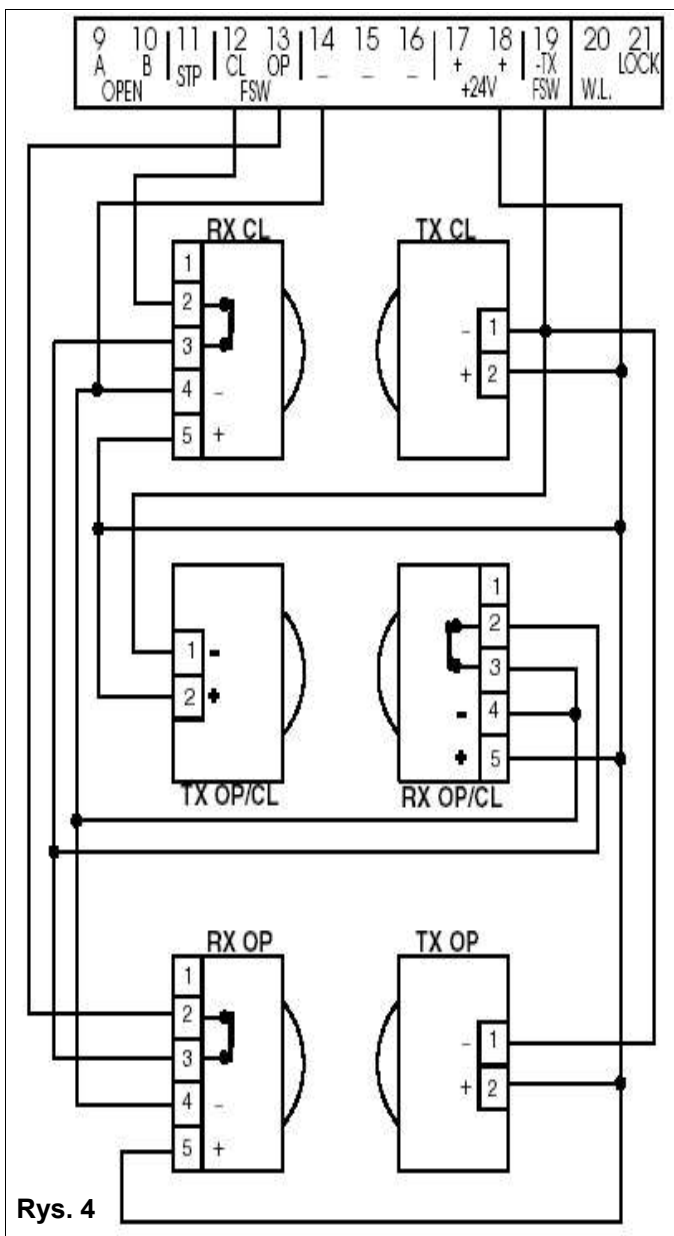 9 10 11 12 13 14 15 16 17 18 19 20 21
A B STP CL OP _ _ _ + + -TX LOCK
OPEN FSW +24V FSW W.L.
RX CL TX CL
1
2
3
4 -
5 +
- 1
+ 2
1 -
2 +
TX OP/CL
1
2
3
- 4
+ 5
RX OP/CL
RX OP TX OP
1
2
3
4 -
5 +
- 1
+ 2
Rys. 4